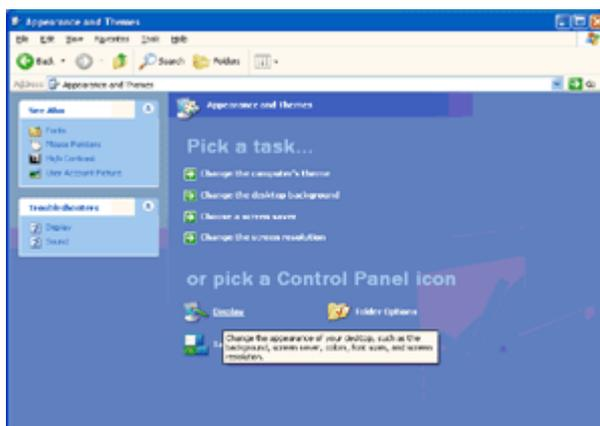 Appearance and Themes
File Edit View Favorites Tools Help
Back Search Folders
Address Appearance and Themes Go
See Also
Fonts
Mouse Pointers
High Contrast
User Account Picture
Troubleshooters
Display
Sound
Appearance and Themes
Pick a task...
Change the computer's theme
Change the desktop background
Choose a screen saver
Change the screen resolution
or pick a Control Panel icon
Display Folder Options
Change the appearance of your desktop, such as the
background, screen saver, colors, font sizes, and screen
resolution.